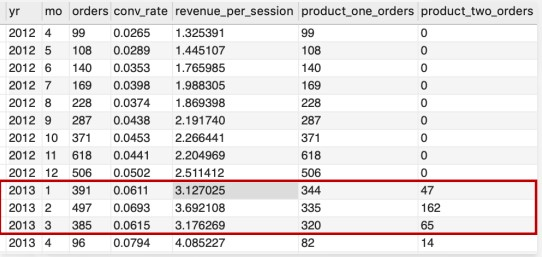 yr mo orders conv_rate revenue_per_session product_one_orders product_two_orders
2012 4 99 0.0265 1.325391 99 0
2012 5 108 0.0289 1.445107 108 0
2012 6 140 0.0353 1.765985 140 0
2012 7 169 0.0398 1.988305 169 0
2012 8 228 0.0374 1.869398 228 0
2012 9 287 0.0438 2.191740 287 0
2012 10 371 0.0453 2.266441 371 0
2012 11 618 0.0441 2.204969 618 0
2012 12 506 0.0502 2.511412 506 0
2013 1 391 0.0611 3.127025 344 47
2013 2 497 0.0693 3.692108 335 162
2013 3 385 0.0615 3.176269 320 65
2013 4 96 0.0794 4.085227 82 14